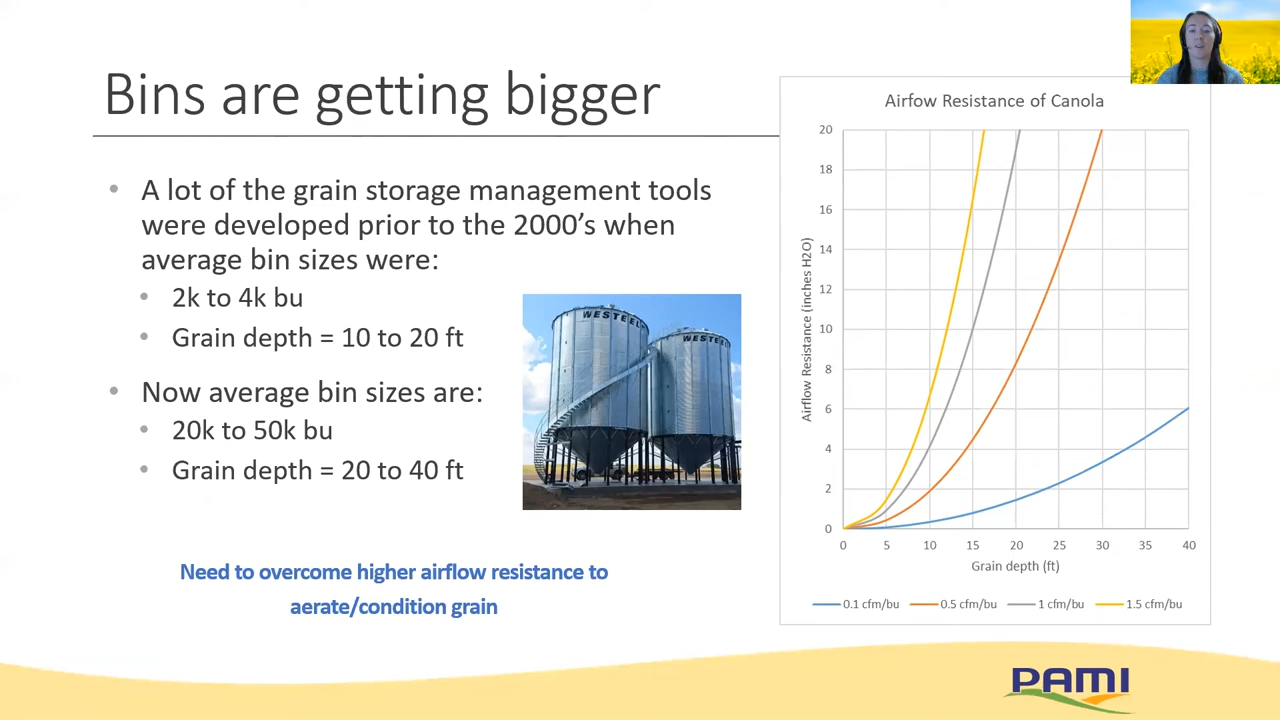 Bins are getting bigger
A lot of the grain storage management tools
were developed prior to the 2000's when
average bin sizes were:
2k to 4k bu
Grain depth = 10 to 20 ft
Now average bin sizes are:
20k to 50k bu
Grain depth = 20 to 40 ft
WESTEEL
WESTEEL
Need to overcome higher airflow resistance to
aerate/condition grain
Airfow Resistance of Canola
Airflow Resistance (inches H2O)
20
18
16
14
12
10
8
6
4
2
0
0 5 10 15 20 25 30 35 40
Grain depth (ft)
0.1 cfm/bu 0.5 cfm/bu 1 cfm/bu 1.5 cfm/bu
PAMI